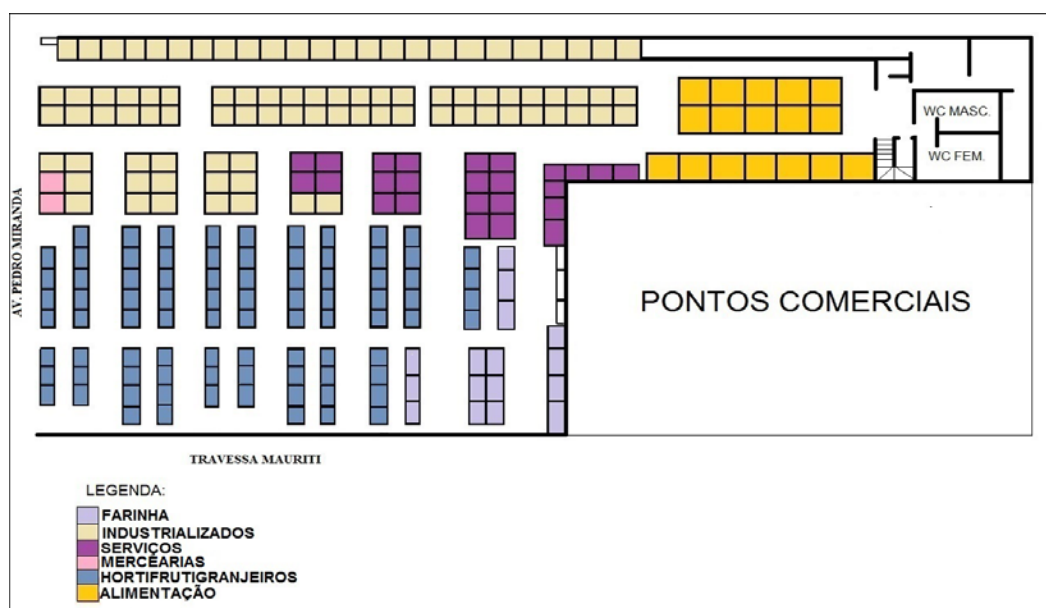 WC MASC.
WC FEM.
AV. PEDRO MIRANDA
PONTOS COMERCIAIS
TRAVESSA MAURITI
LEGENDA:
FARINHA
INDUSTRIALIZADOS
SERVIÇOS
MERCEARIAS
HORTIFRUTIGRANJEIROS
ALIMENTAÇÃO